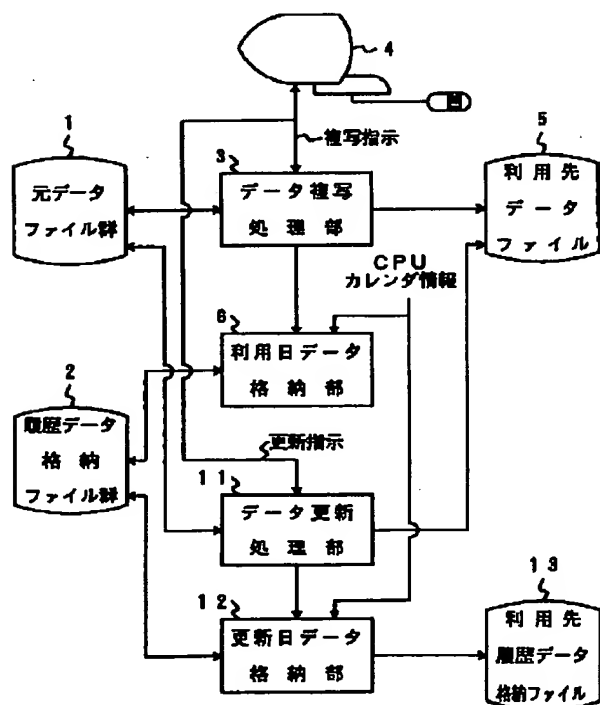 4
複写指示
1
元データ
ファイル群
3
データ複写
処理部
5
利用先
データ
ファイル
CPU
カレンダ情報
6
利用日データ
格納部
2
履歴データ
格納
ファイル群
更新指示
11
データ更新
処理部
12
更新日データ
格納部
13
利用先
履歴データ
格納ファイル